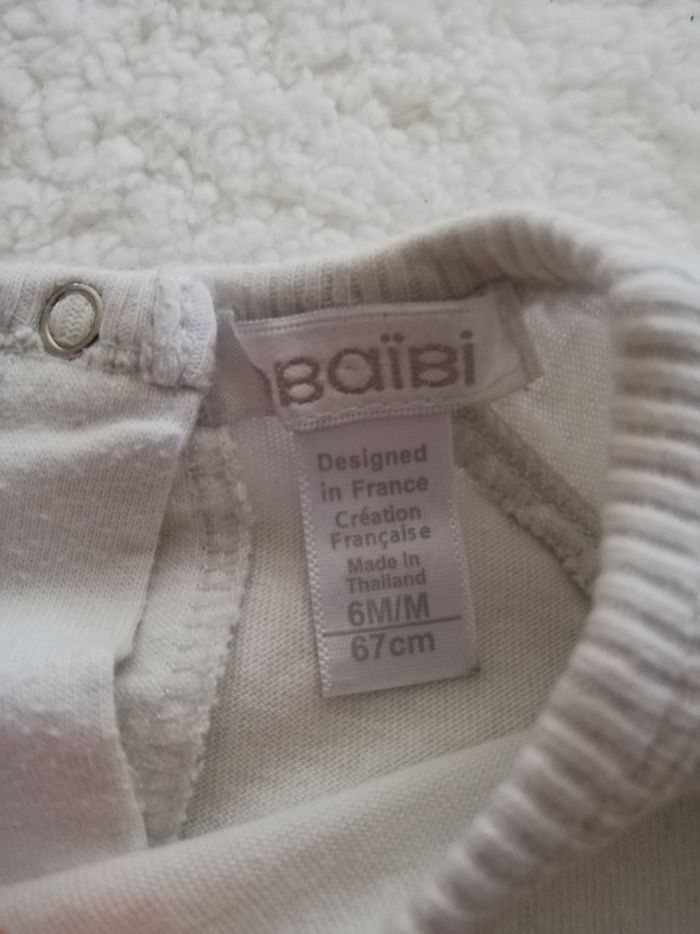 Baïbi
Designed
in France
Création
Française
Made in
Thailand
6M/M
67cm